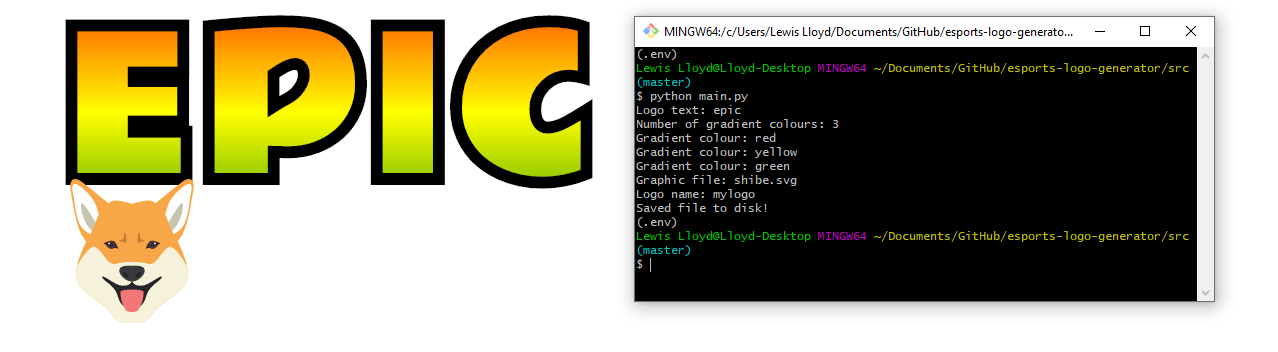 EPIC
MINGW64:/c/Users/Lewis Lloyd/Documents/GitHub/esports-logo-generato...
(.env)
Lewis Lloyd@Lloyd-Desktop MINGW64 ~/Documents/GitHub/esports-logo-generator/src
(master)
$ python main.py
Logo text: epic
Number of gradient colours: 3
Gradient colour: red
Gradient colour: yellow
Gradient colour: green
Graphic file: shibe.svg
Logo name: mylogo
Saved file to disk!
(.env)
Lewis Lloyd@Lloyd-Desktop MINGW64 ~/Documents/GitHub/esports-logo-generator/src
(master)
$